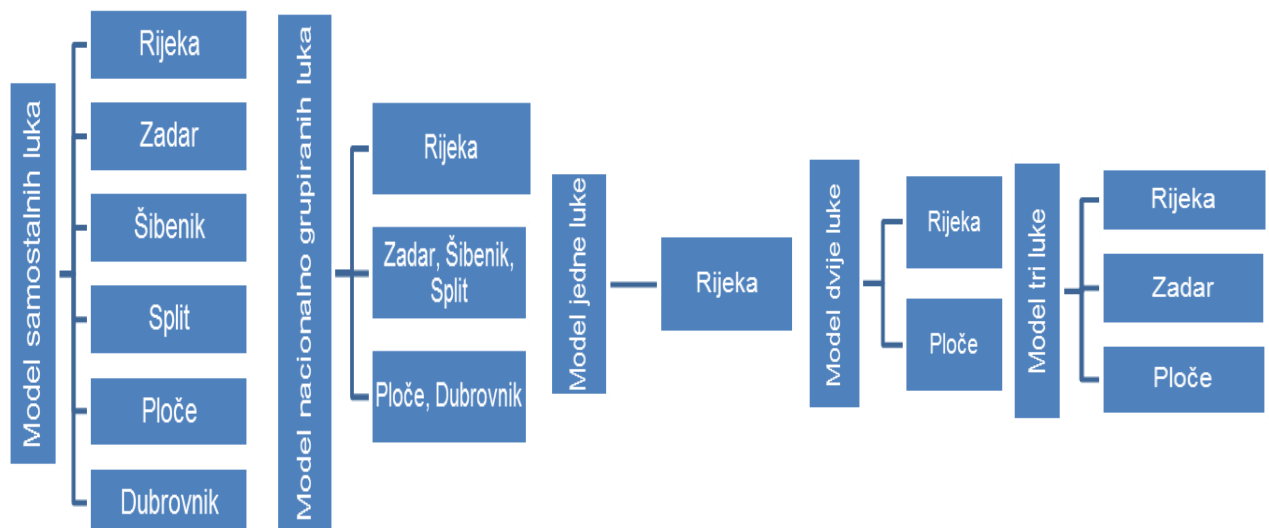 Model samostalnih luka
Rijeka
Zadar
Šibenik
Split
Ploče
Dubrovnik
Model nacionalno grupiranih luka
Rijeka
Zadar, Šibenik,
Split
Ploče, Dubrovnik
Model jedne luke
Rijeka
Model dvije luke
Rijeka
Ploče
Model tri luke
Rijeka
Zadar
Ploče